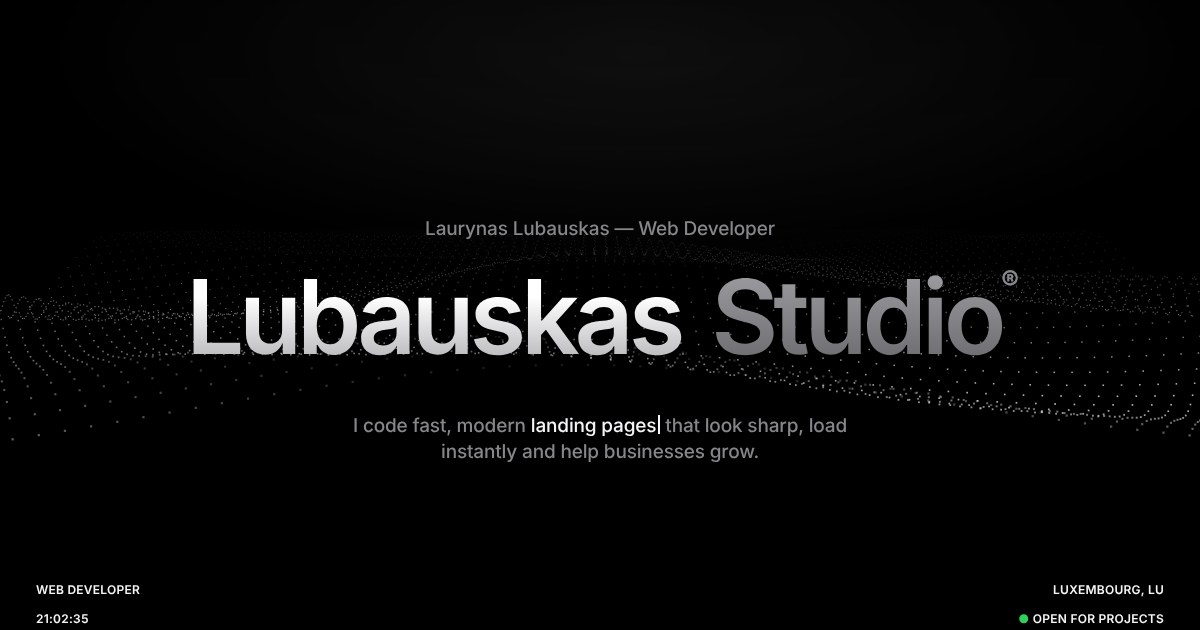 Laurynas Lubauskas — Web Developer
Lubauskas Studio®
I code fast, modern landing pages| that look sharp, load
instantly and help businesses grow.
WEB DEVELOPER
LUXEMBOURG, LU
21:02:35
OPEN FOR PROJECTS